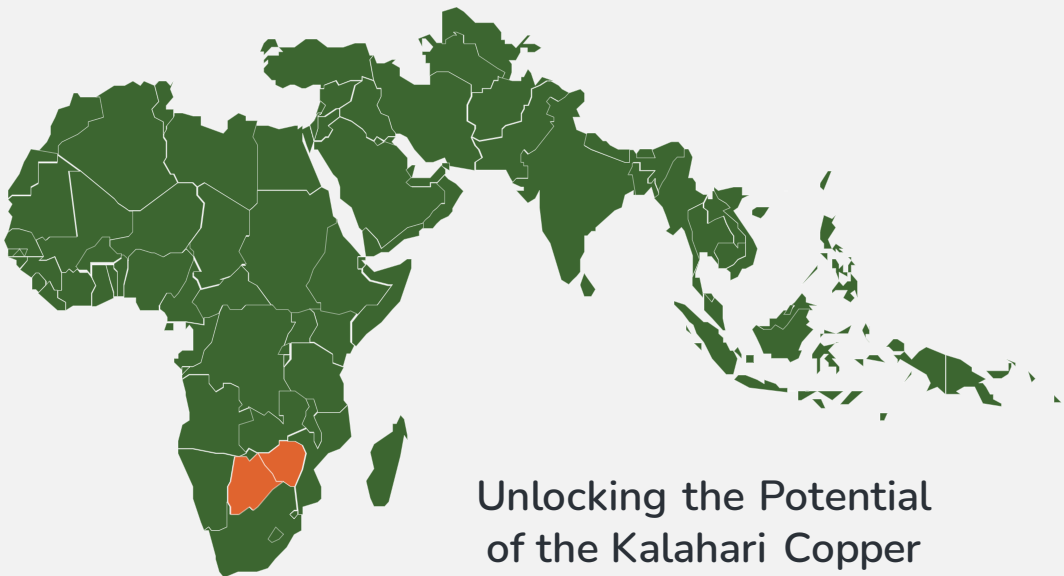 Unlocking the Potential
of the Kalahari Copper